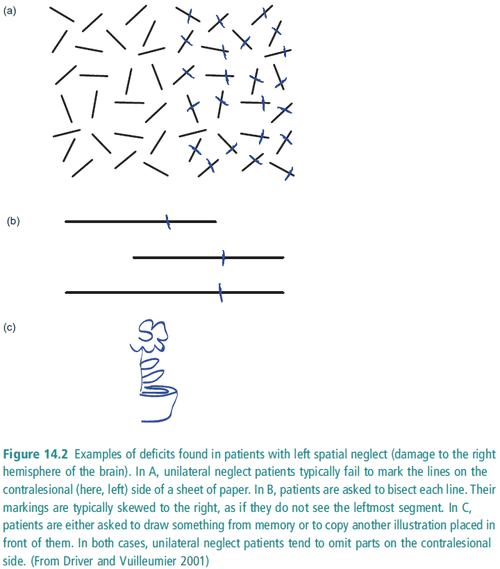 (a)
(b)
(c)
Figure 14.2 Examples of deficits found in patients with left spatial neglect (damage to the right
hemisphere of the brain). In A, unilateral neglect patients typically fail to mark the lines on the
contralesional (here, left) side of a sheet of paper. In B, patients are asked to bisect each line. Their
markings are typically skewed to the right, as if they do not see the leftmost segment. In C,
patients are either asked to draw something from memory or to copy another illustration placed in
front of them. In both cases, unilateral neglect patients tend to omit parts on the contralesional
side. (From Driver and Vuilleumier 2001)